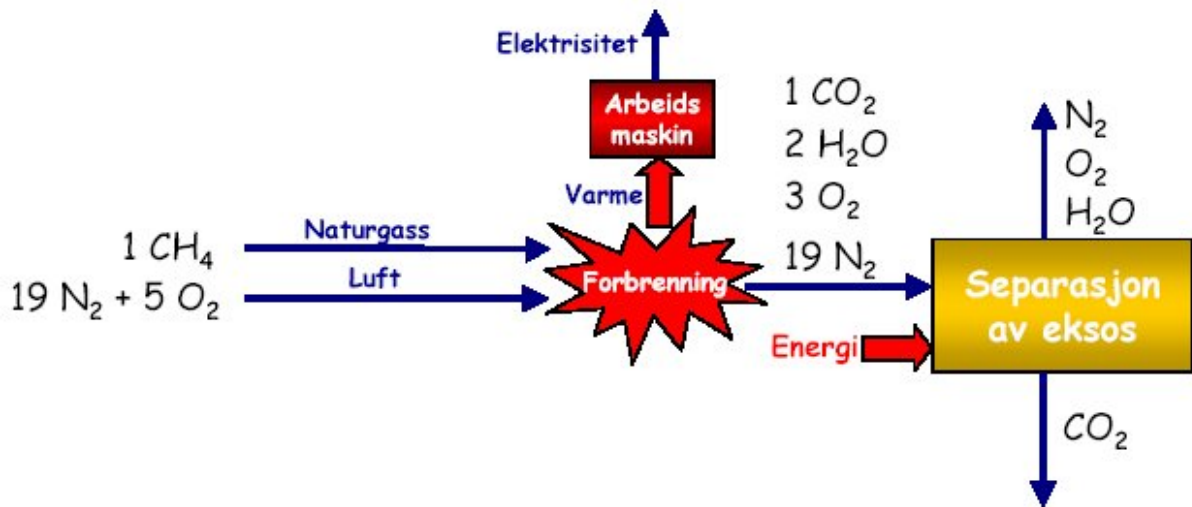 Elektrisitet
Arbeids
maskin
Varme
1 CO₂
2 H₂O
3 O₂
19 N₂
N₂
O₂
H₂O
1 CH₄
Naturgass
19 N₂ + 5 O₂
Luft
Forbrenning
Energi
Separasjon
av eksos
CO₂